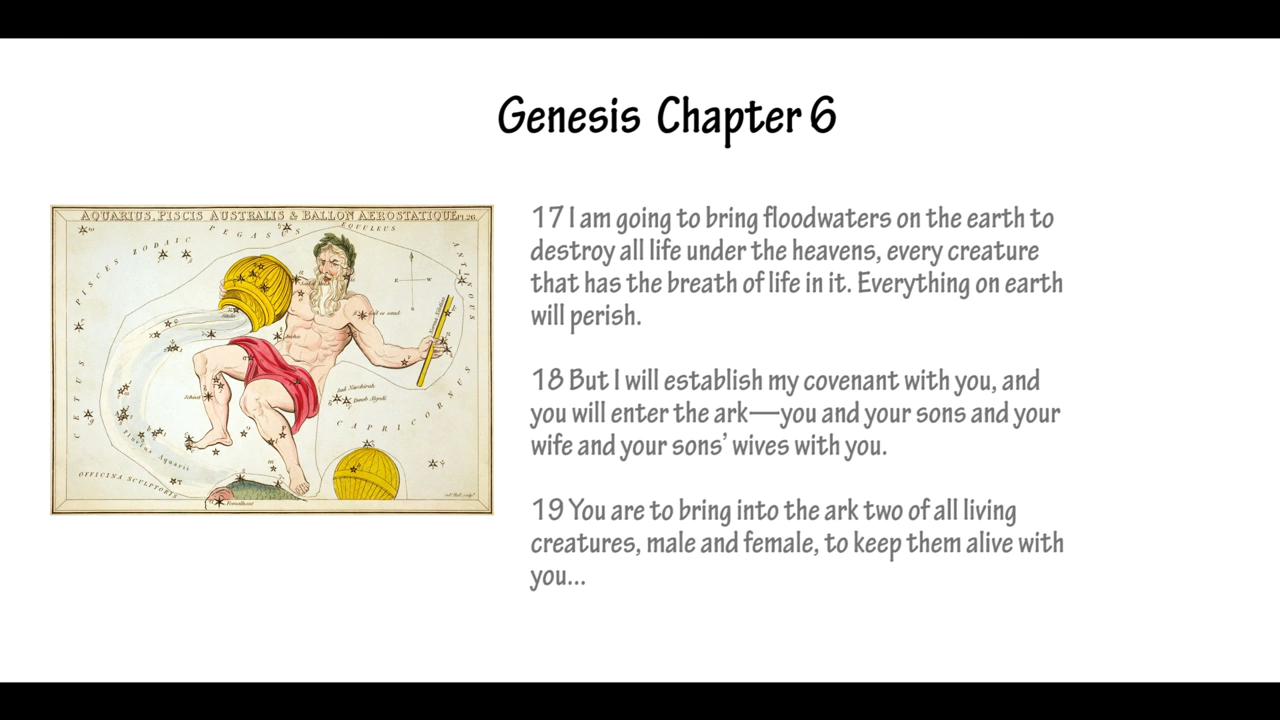 Genesis Chapter 6
AQUARIUS, PISCIS AUSTRALIS & BALLON AEROSTATIQUE
PEGASUS
EQUULEUS
PISCES ZODIAC
ANTINOUS
CETUS
CAPRICORNUS
OFFICINA SCULPTORIS
Fomalhaut
17 I am going to bring floodwaters on the earth to
destroy all life under the heavens, every creature
that has the breath of life in it. Everything on earth
will perish.
18 But I will establish my covenant with you, and
you will enter the ark—you and your sons and your
wife and your sons’ wives with you.
19 You are to bring into the ark two of all living
creatures, male and female, to keep them alive with
you...